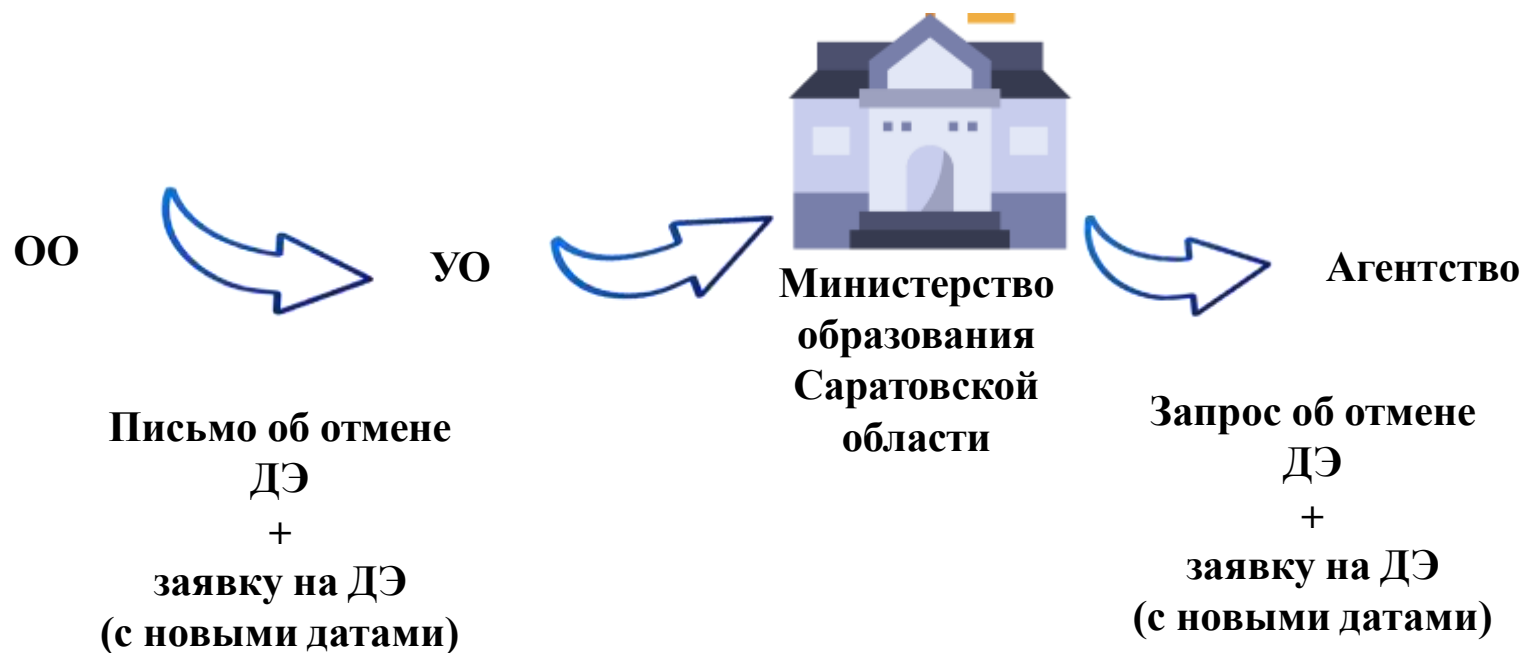 ОО
УО
Министерство
образования
Саратовской
области
Агентство
Письмо об отмене
ДЭ
+
заявку на ДЭ
(с новыми датами)
Запрос об отмене
ДЭ
+
заявку на ДЭ
(с новыми датами)